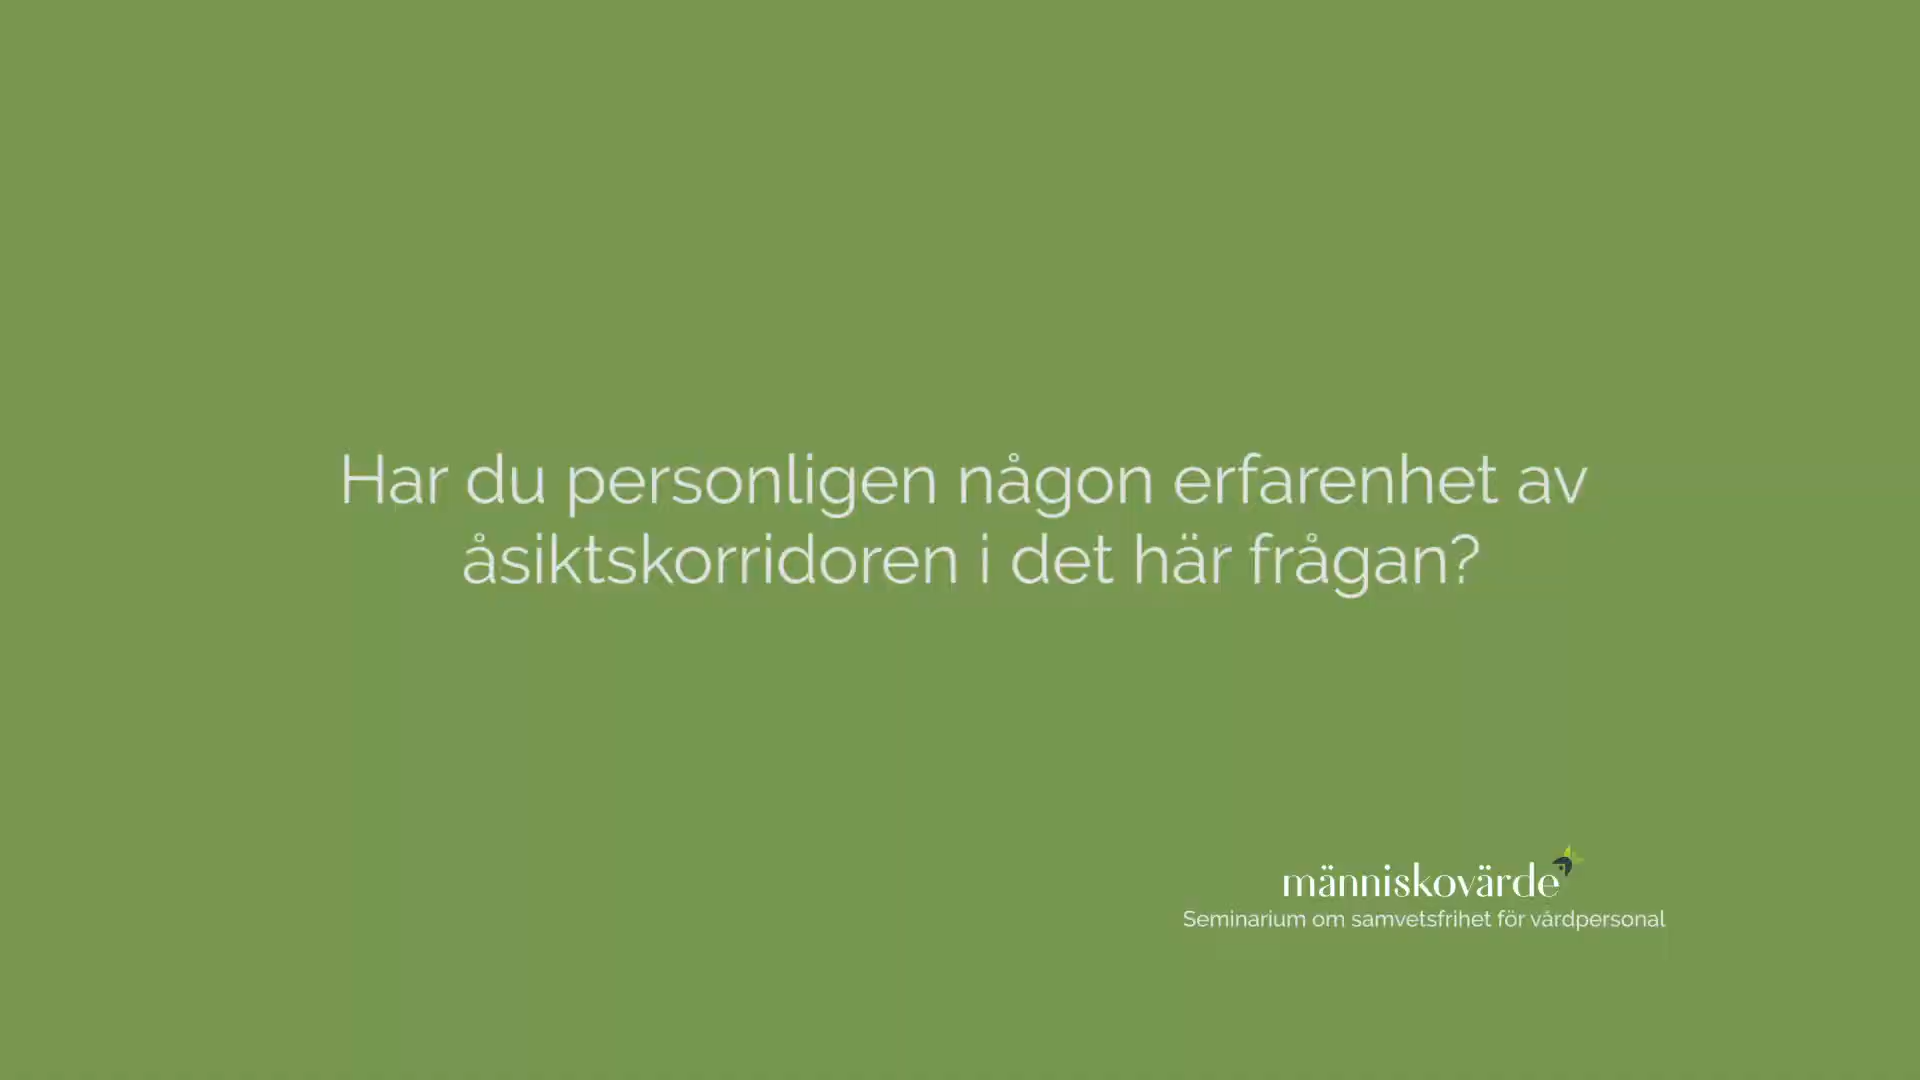 Har du personligen någon erfarenhet av
åsiktskorridoren i det här frågan?
människovärde
Seminarium om samvetsfrihet för vårdpersonal